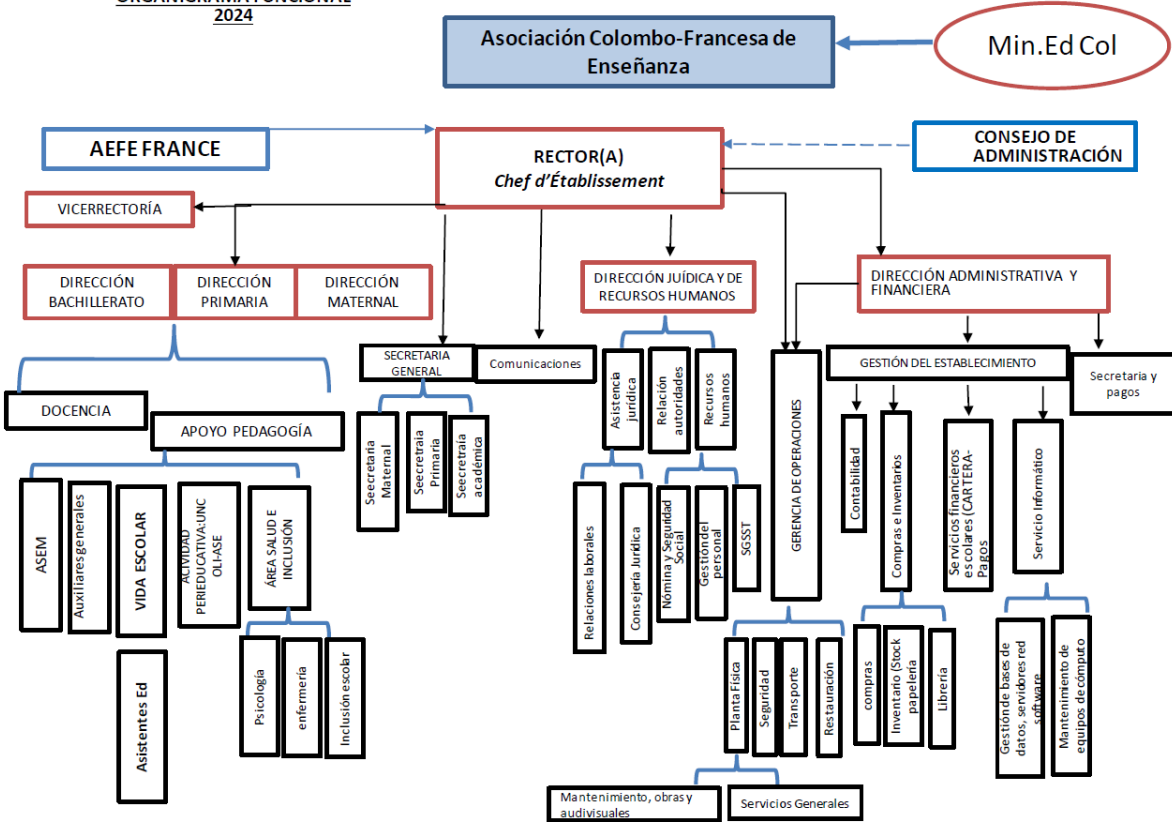 ORGANIGRAMA FUNCIONAL
2024
Asociación Colombo-Francesa de
Enseñanza
Min.Ed Col
AEFE FRANCE
RECTOR(A)
Chef d'Établissement
CONSEJO DE
ADMINISTRACIÓN
VICERRECTORÍA
DIRECCIÓN
BACHILLERATO
DIRECCIÓN
PRIMARIA
DIRECCIÓN
MATERNAL
DIRECCIÓN JUÍDICA Y DE
RECURSOS HUMANOS
DIRECCIÓN ADMINISTRATIVA Y
FINANCIERA
SECRETARIA
GENERAL
Comunicaciones
GESTIÓN DEL ESTABLECIMIENTO
Secretaria y
pagos
DOCENCIA
APOYO PEDAGOGÍA
Asistencia
jurídica
Relación
autoridades
Recursos
humanos
GERENCIA DE OPERACIONES
Seecretaria
Maternal
Seecretraia
Primaria
Seecretraia
académica
Contabilidad
Compras e Inventarios
Servicios financieros
escolares (CARTERA-
Pagos
Servicio Informático
ASEM
Auxiliares generales
VIDA ESCOLAR
ACIVIDAD
PERIEDUCATIVA:UNC
OLI-ASE
ÁREA SALUD E
INCLUSIÓN
Relaciones laborales
Consejería Jurídica
Nómina y Seguridad
Social
Gestión del
personal
SGSST
Asistentes Ed
Psicología
enfermería
Inclusión escolar
Planta Física
Seguridad
Transporte
Restauración
compras
Inventario (Stock
papelería
Librería
Gestión de bases de
datos, servidores red
software
Mantenimiento de
equipos de cómputo
Mantenimiento, obras y
audivisuales
Servicios Generales